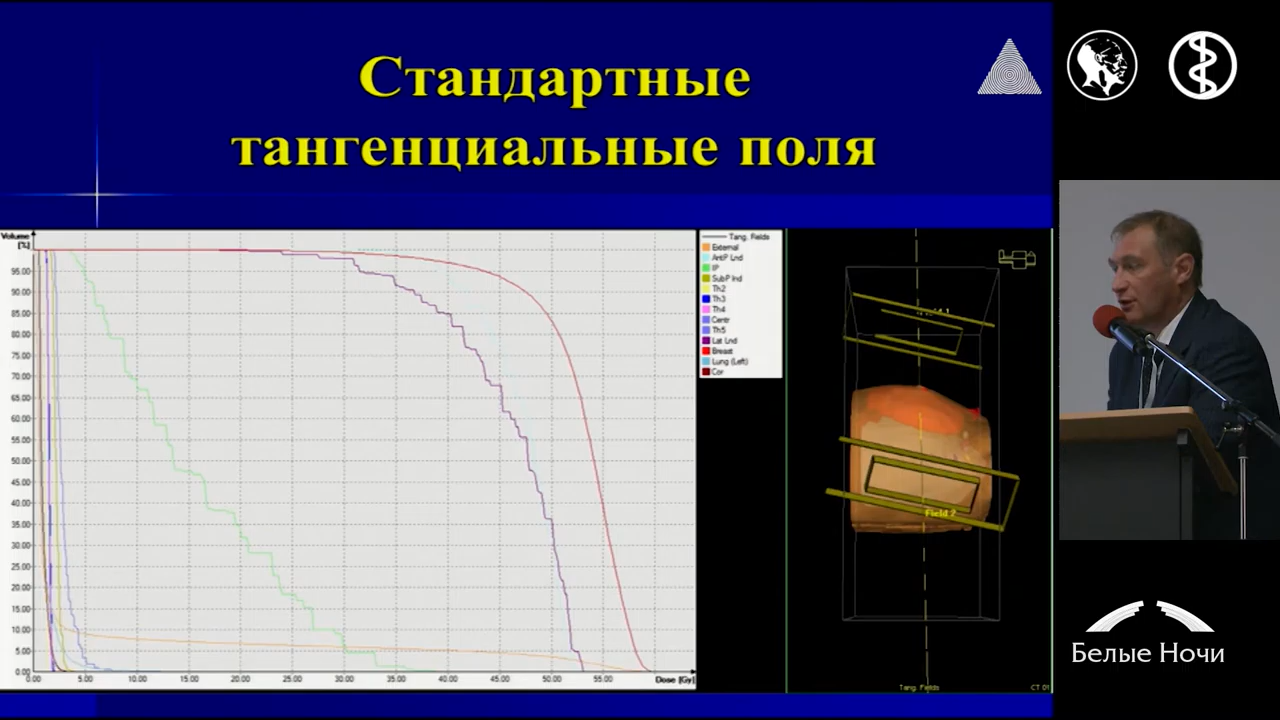 Стандартные
тангенциальные поля
Volume
[%]
95.00
90.00
85.00
80.00
75.00
70.00
65.00
60.00
55.00
50.00
45.00
40.00
35.00
30.00
25.00
20.00
15.00
10.00
5.00
0.00
0.00 5.00 10.00 15.00 20.00 25.00 30.00 35.00 40.00 45.00 50.00 55.00 Dose [Gy]
Tang. Fields
External
AntP Lnd
IP
SubP lnd
Th2
Th3
Th4
Centr
Th5
Lat Lnd
Breast
Lung (Left)
Cor
Field 2
Tang. Fields
CT 01
Белые Ночи